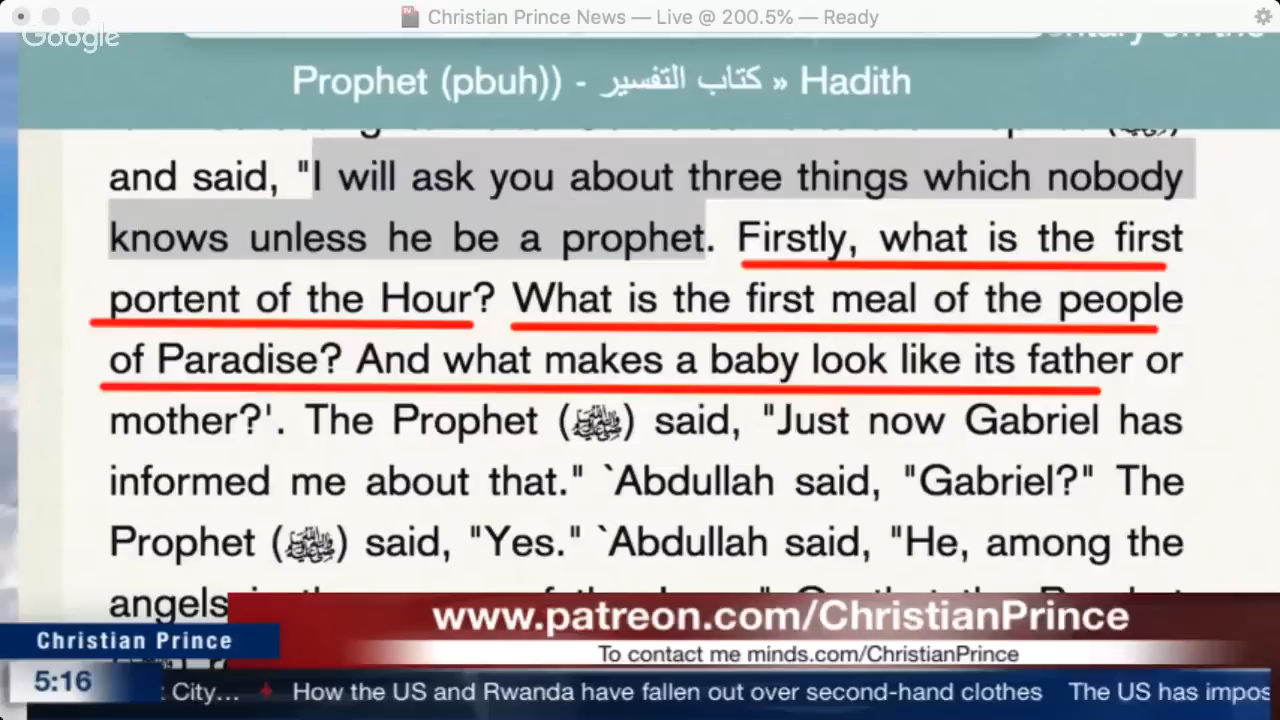 Christian Prince News — Live @ 200.5% — Ready
Google
Prophet (pbuh)) - كتاب التفسير » Hadith
and said, "I will ask you about three things which nobody
knows unless he be a prophet. Firstly, what is the first
portent of the Hour? What is the first meal of the people
of Paradise? And what makes a baby look like its father or
mother?'. The Prophet (ﷺ) said, "Just now Gabriel has
informed me about that." `Abdullah said, "Gabriel?" The
Prophet (ﷺ) said, "Yes." `Abdullah said, "He, among the
angels
www.patreon.com/ChristianPrince
Christian Prince
To contact me minds.com/ChristianPrince
5:16
City... How the US and Rwanda have fallen out over second-hand clothes The US has impos